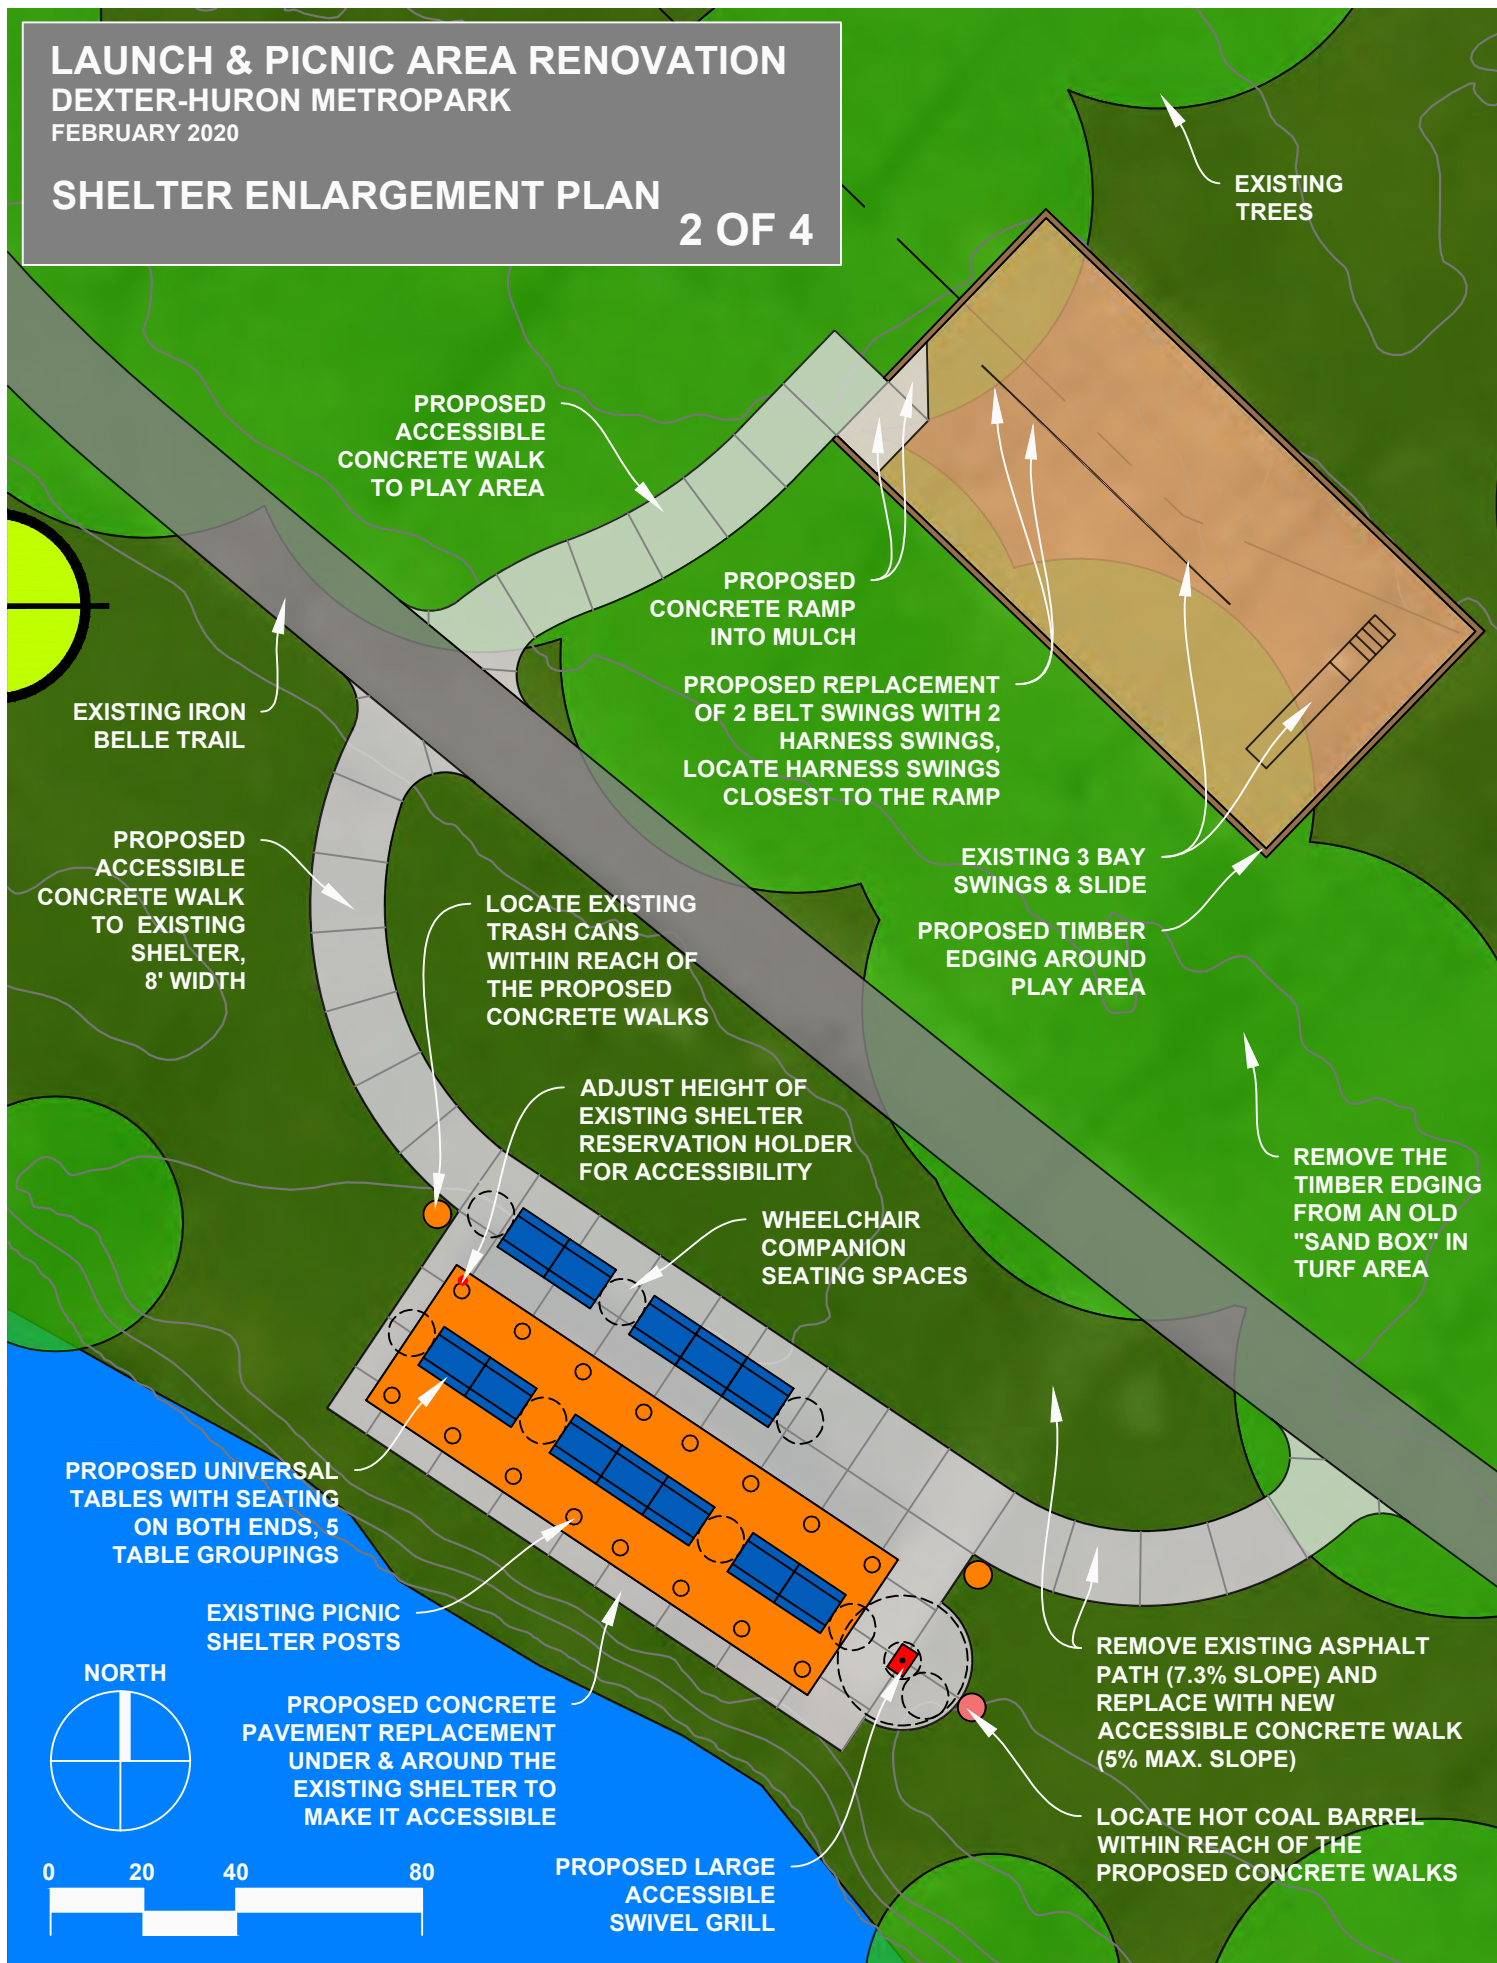 LAUNCH & PICNIC AREA RENOVATION
DEXTER-HURON METROPARK
FEBRUARY 2020
SHELTER ENLARGEMENT PLAN
2 OF 4
EXISTING
TREES
PROPOSED
ACCESSIBLE
CONCRETE WALK
TO PLAY AREA
PROPOSED
CONCRETE RAMP
INTO MULCH
PROPOSED REPLACEMENT
OF 2 BELT SWINGS WITH 2
HARNESS SWINGS,
LOCATE HARNESS SWINGS
CLOSEST TO THE RAMP
EXISTING IRON
BELLE TRAIL
PROPOSED
ACCESSIBLE
CONCRETE WALK
TO EXISTING
SHELTER,
8' WIDTH
EXISTING 3 BAY
SWINGS & SLIDE
LOCATE EXISTING
TRASH CANS
WITHIN REACH OF
THE PROPOSED
CONCRETE WALKS
PROPOSED TIMBER
EDGING AROUND
PLAY AREA
ADJUST HEIGHT OF
EXISTING SHELTER
RESERVATION HOLDER
FOR ACCESSIBILITY
REMOVE THE
TIMBER EDGING
FROM AN OLD
"SAND BOX" IN
TURF AREA
WHEELCHAIR
COMPANION
SEATING SPACES
PROPOSED UNIVERSAL
TABLES WITH SEATING
ON BOTH ENDS, 5
TABLE GROUPINGS
EXISTING PICNIC
SHELTER POSTS
REMOVE EXISTING ASPHALT
PATH (7.3% SLOPE) AND
REPLACE WITH NEW
ACCESSIBLE CONCRETE WALK
(5% MAX. SLOPE)
NORTH
PROPOSED CONCRETE
PAVEMENT REPLACEMENT
UNDER & AROUND THE
EXISTING SHELTER TO
MAKE IT ACCESSIBLE
LOCATE HOT COAL BARREL
WITHIN REACH OF THE
PROPOSED CONCRETE WALKS
PROPOSED LARGE
ACCESSIBLE
SWIVEL GRILL
0 20 40 80